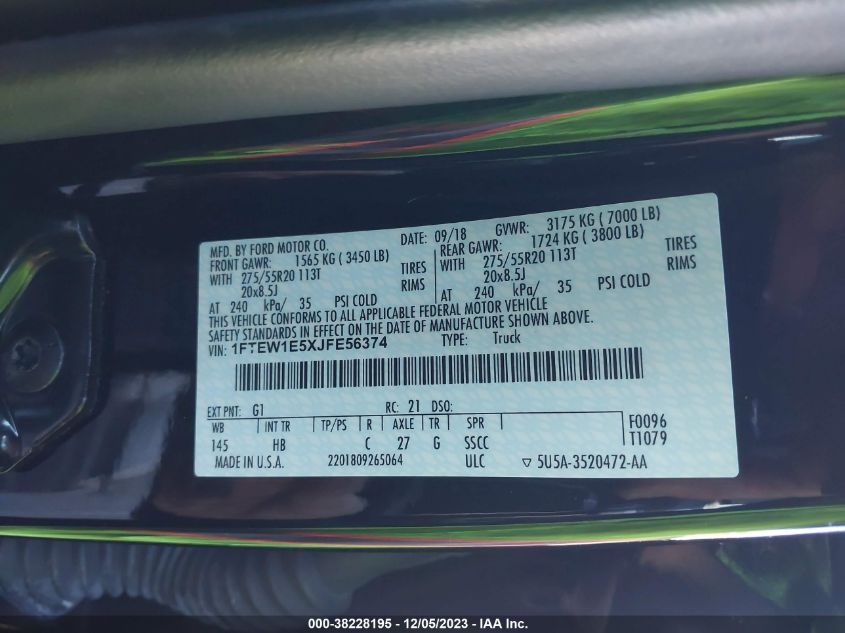 MFD. BY FORD MOTOR CO. DATE: 09/18 GVWR: 3175 KG ( 7000 LB)
FRONT GAWR: 1565 KG ( 3450 LB) REAR GAWR: 1724 KG ( 3800 LB)
WITH 275/55R20 113T TIRES WITH 275/55R20 113T TIRES
20x8.5J RIMS 20x8.5J RIMS
AT 240 kPa/ 35 PSI COLD AT 240 kPa/ 35 PSI COLD
THIS VEHICLE CONFORMS TO ALL APPLICABLE FEDERAL MOTOR VEHICLE
SAFETY STANDARDS IN EFFECT ON THE DATE OF MANUFACTURE SHOWN ABOVE.
VIN: 1FTEW1E5XJFE56374 TYPE: Truck
EXT PNT: G1 RC: 21 DSO:
WB INT TR TP/PS R AXLE TR SPR F0096
145 HB C 27 G SSCC T1079
MADE IN U.S.A. 2201809265064 ULC ▽ 5U5A-3520472-AA
000-38228195 - 12/05/2023 - IAA Inc.